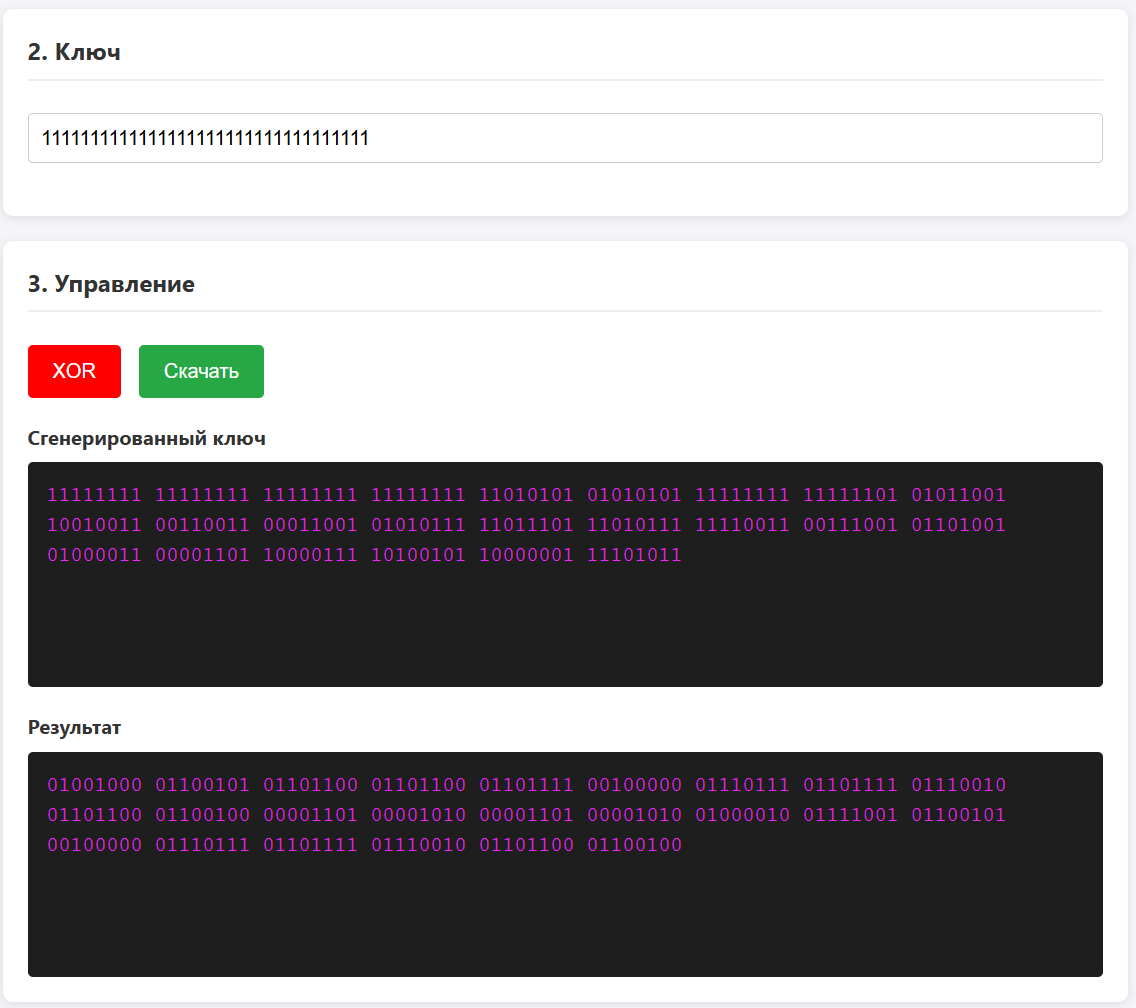 2. Ключ
1111111111111111111111111111111111
3. Управление
XOR Скачать
Сгенерированный ключ
11111111 11111111 11111111 11111111 11010101 01010101 11111111 11111101 01011001
10010011 00110011 00011001 01010111 11011101 11010111 11110011 00111001 01101001
01000011 00001101 10000111 10100101 10000001 11101011
Результат
01001000 01100101 01101100 01101100 01101111 00100000 01110111 01101111 01110010
01101100 01100100 00001101 00001010 00001101 00001010 01000010 01111001 01100101
00100000 01110111 01101111 01110010 01101100 01100100